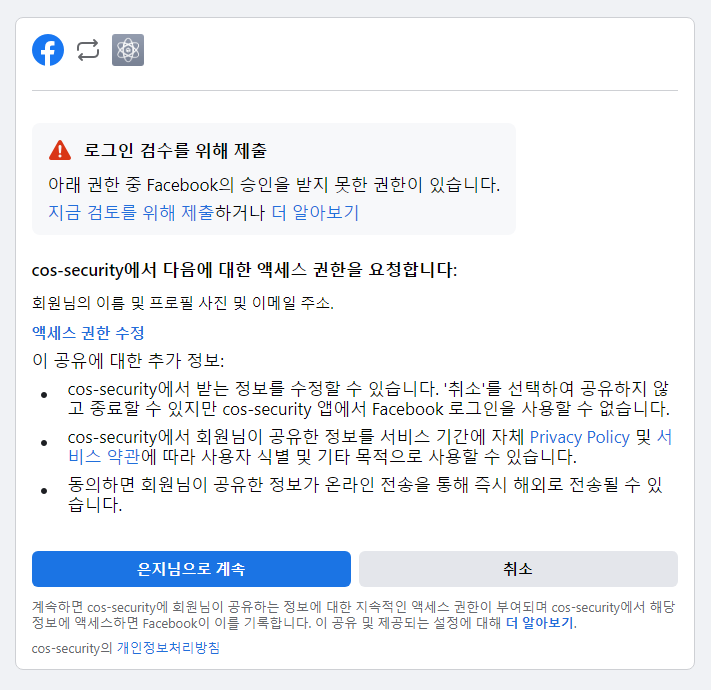 로그인 검수를 위해 제출
아래 권한 중 Facebook의 승인을 받지 못한 권한이 있습니다.
지금 검토를 위해 제출하거나 더 알아보기
cos-security에서 다음에 대한 액세스 권한을 요청합니다:
회원님의 이름 및 프로필 사진 및 이메일 주소.
액세스 권한 수정
이 공유에 대한 추가 정보:
cos-security에서 받는 정보를 수정할 수 있습니다. '취소'를 선택하여 공유하지 않
고 종료할 수 있지만 cos-security 앱에서 Facebook 로그인을 사용할 수 없습니다.
cos-security에서 회원님이 공유한 정보를 서비스 기간에 자체 Privacy Policy 및 서
비스 약관에 따라 사용자 식별 및 기타 목적으로 사용할 수 있습니다.
동의하면 회원님이 공유한 정보가 온라인 전송을 통해 즉시 해외로 전송될 수 있
습니다.
은지님으로 계속
취소
계속하면 cos-security에 회원님이 공유하는 정보에 대한 지속적인 액세스 권한이 부여되며 cos-security에서 해당
정보에 액세스하면 Facebook이 이를 기록합니다. 이 공유 및 제공되는 설정에 대해 더 알아보기.
cos-security의 개인정보처리방침